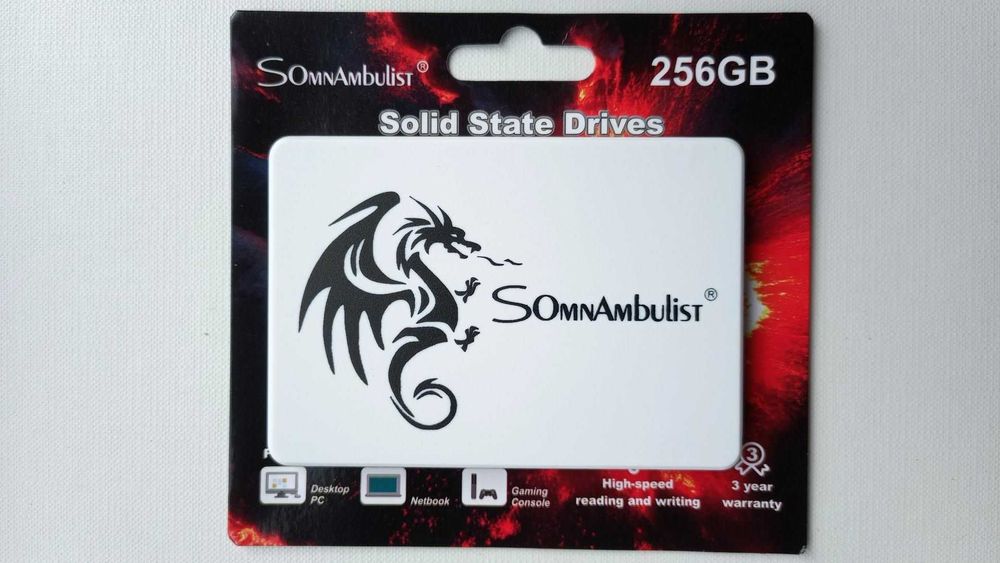 SOmnAmbulist®
256GB
Solid State Drives
SOmnAmbulist®
Desktop
PC
Netbook
Gaming
Console
High-speed
reading and writing
3
3 year
warranty